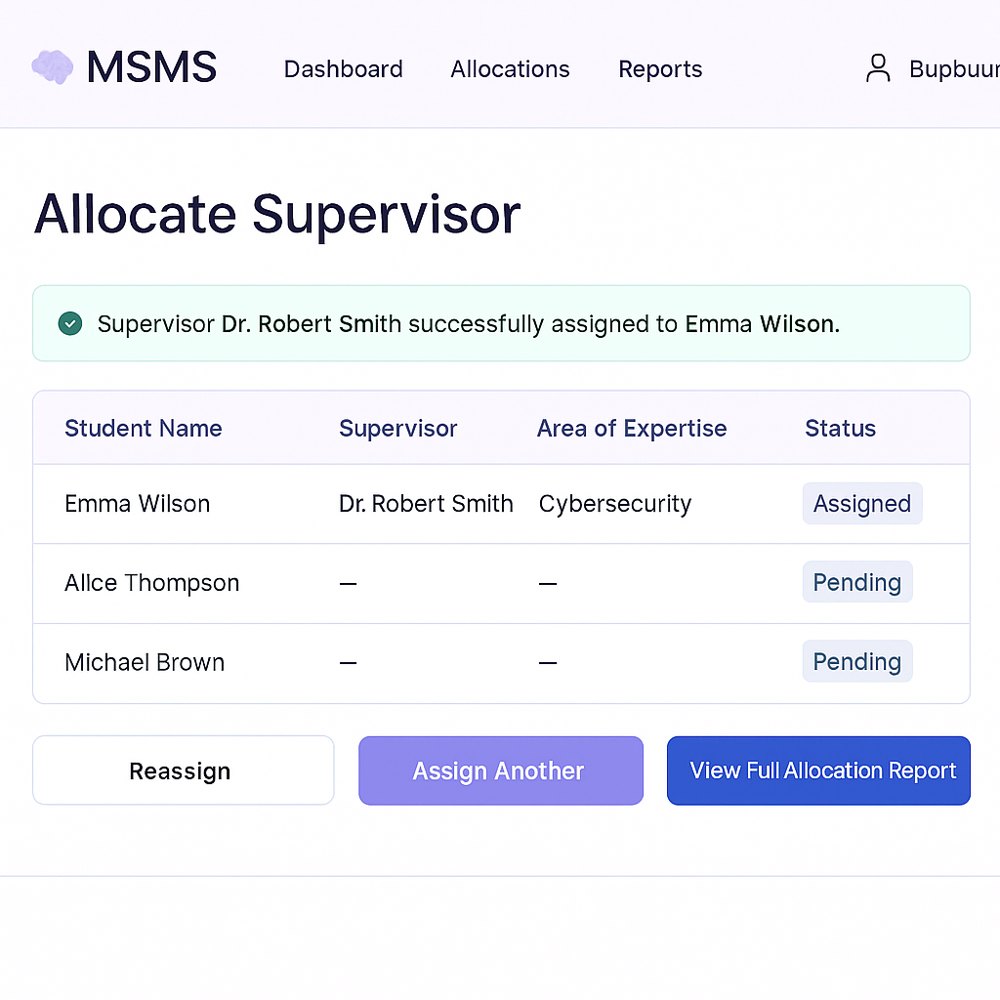 MSMS Dashboard Allocations Reports Bupbuur
Allocate Supervisor
Supervisor Dr. Robert Smith successfully assigned to Emma Wilson.
Student Name Supervisor Area of Expertise Status
Emma Wilson Dr. Robert Smith Cybersecurity Assigned
Allce Thompson — — Pending
Michael Brown — — Pending
Reassign Assign Another View Full Allocation Report